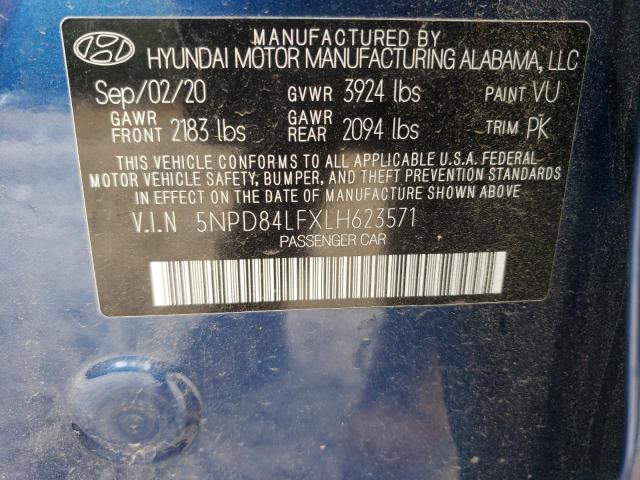 MANUFACTURED BY
HYUNDAI MOTOR MANUFACTURING ALABAMA, LLC
Sep/02/20 GVWR 3924 lbs PAINT VU
GAWR FRONT 2183 lbs GAWR REAR 2094 lbs TRIM PK
THIS VEHICLE CONFORMS TO ALL APPLICABLE U.S.A. FEDERAL
MOTOR VEHICLE SAFETY, BUMPER, AND THEFT PREVENTION STANDARDS
IN EFFECT ON THE DATE OF MANUFACTURE SHOWN ABOVE
V.I.N 5NPD84LFXLH623571
PASSENGER CAR